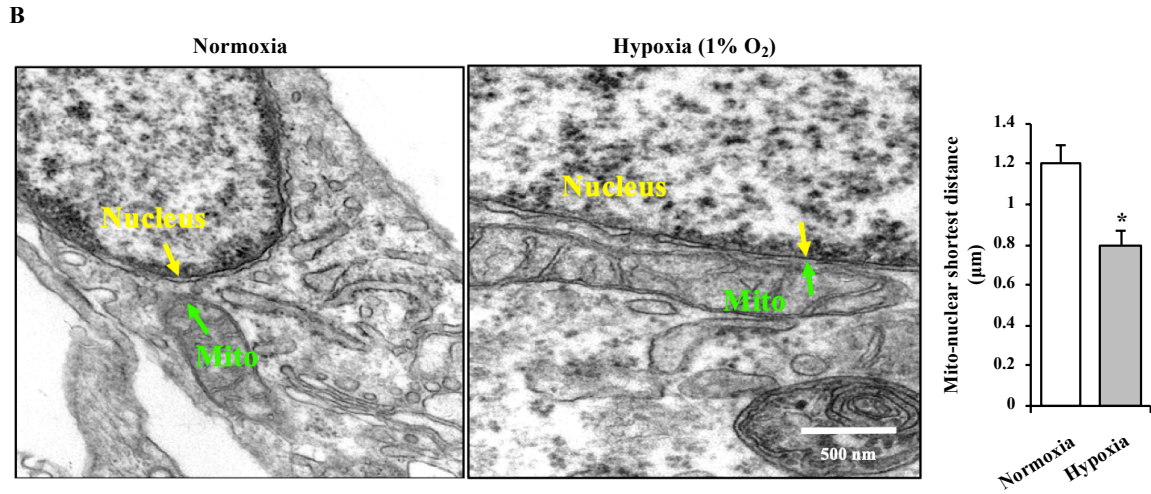 B
Normoxia
Hypoxia (1% O₂)
Nucleus
Mito
Nucleus
Mito
500 nm
Mito-nuclear shortest distance
(µm)
1.4
1.2
1
0.8
0.6
0.4
0.2
0
*
Normoxia
Hypoxia